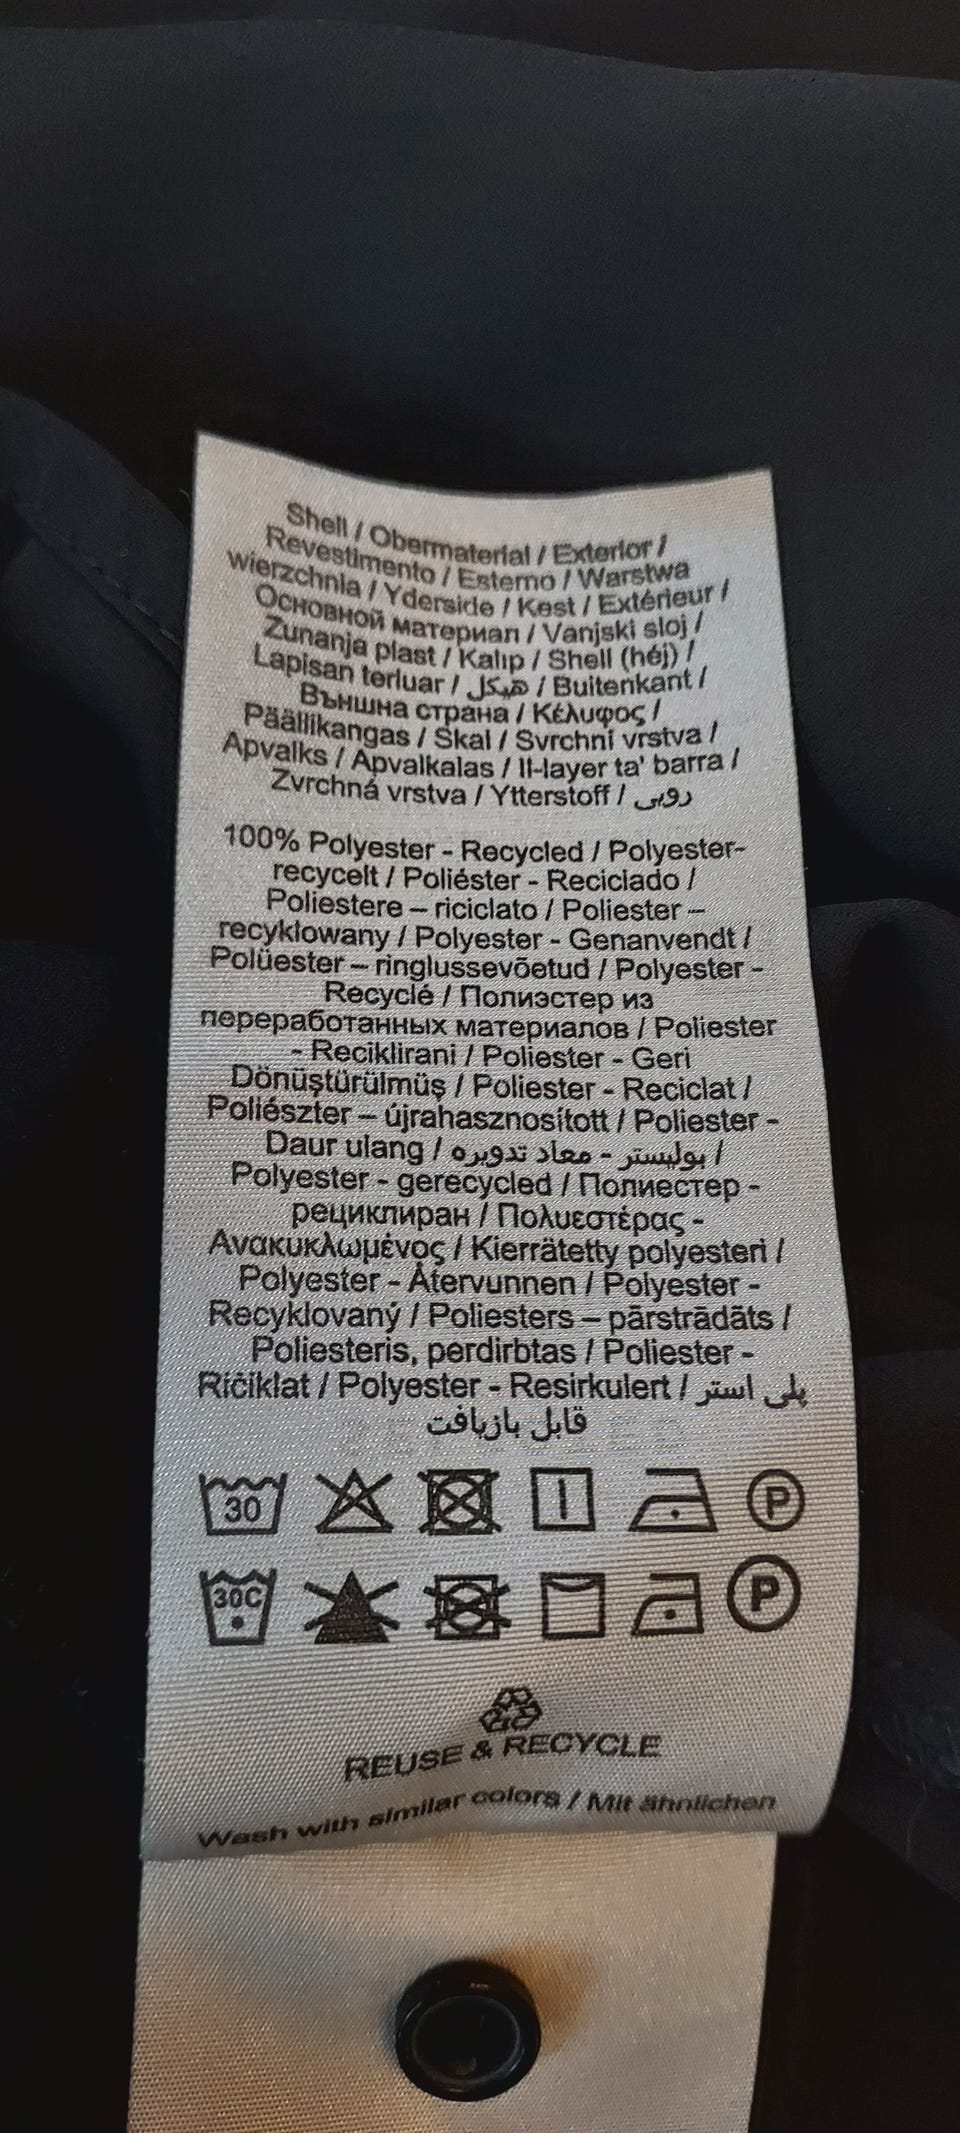 Shell / Obermaterial / Exterior /
Revestimento / Esterno / Warstwa
wierzchnia / Yderside / Kest / Extérieur /
Основной материал / Vanjski sloj /
Zunanja plast / Kalıp / Shell (héj) /
Lapisan terluar / هيكل / Buitenkant /
Външна страна / Κέλυφος /
Päällikangas / Skal / Svrchní vrstva /
Apvalks / Apvalkalas / Il-layer ta' barra /
Zvrchná vrstva / Ytterstoff / رویی
100% Polyester - Recycled / Polyester-
recycelt / Poliéster - Reciclado /
Poliestere – riciclato / Poliester –
recyklowany / Polyester - Genanvendt /
Polüester – ringlussevõetud / Polyester -
Recyclé / Полиэстер из
переработанных материалов / Poliester
- Reciklirani / Poliester - Geri
Dönüştürülmüş / Poliester - Reciclat /
Poliészter – újrahasznosított / Poliester -
Daur ulang / بوليستر - معاد تدويره /
Polyester - gerecycled / Полиестер -
рециклиран / Πολυεστέρας -
Ανακυκλωμένος / Kierrätetty polyesteri /
Polyester - Återvunnen / Polyester -
Recyklovaný / Poliesters – pārstrādāts /
Poliesteris, perdirbtas / Poliester -
Riċiklat / Polyester - Resirkulert / پلی استر
قابل بازیافت
30 P
30C P
REUSE & RECYCLE
Wash with similar colors / Mit ähnlichen